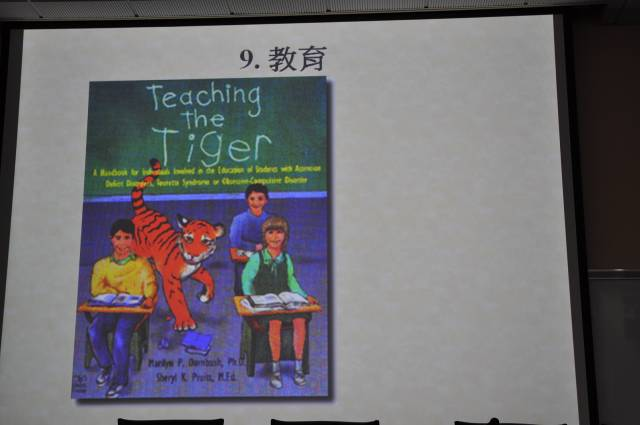 9. 教育
Teaching
the
Tiger
A Handbook for Individuals Involved in the Education of Students with Attention
Deficit Disorders, Tourette Syndrome or Obsessive-Compulsive Disorder
Marilyn P. Dornbush, Ph.D.
Sheryl K. Pruitt, M.Ed.